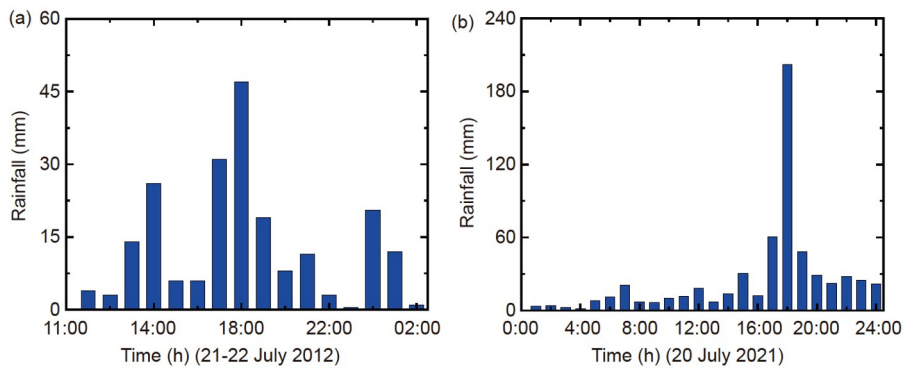 (a)
60
45
30
15
0
Rainfall (mm)
11:00 14:00 18:00 22:00 02:00
Time (h) (21-22 July 2012)
(b)
240
180
120
60
0
Rainfall (mm)
0:00 4:00 8:00 12:00 16:00 20:00 24:00
Time (h) (20 July 2021)